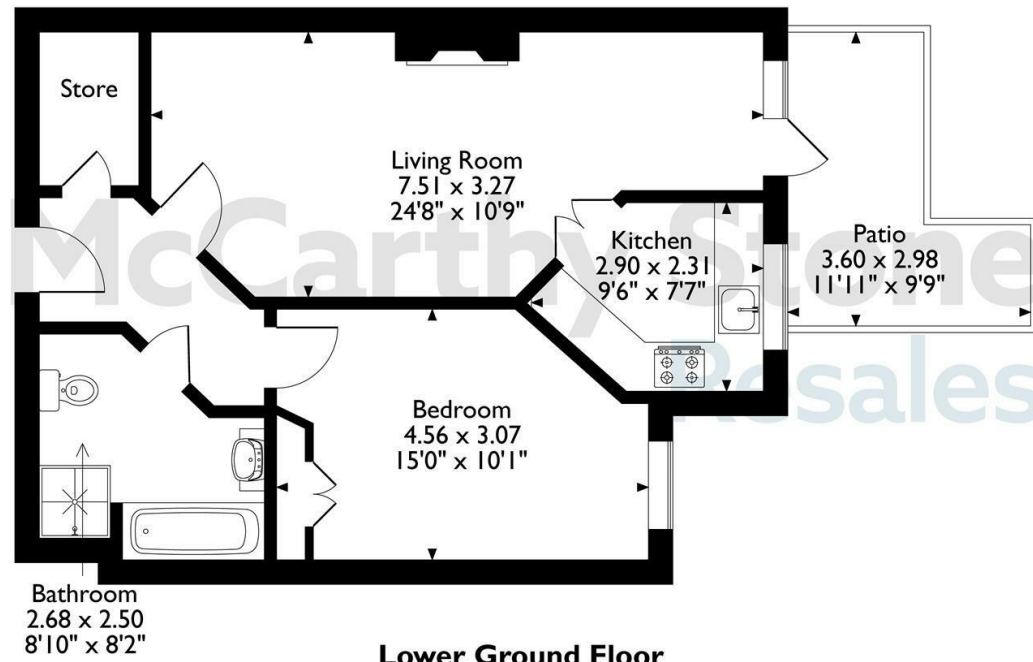 Store
Living Room
7.51 x 3.27
24'8" x 10'9"
McCarthy Stone
Resales
Kitchen
2.90 x 2.31
9'6" x 7'7"
Patio
3.60 x 2.98
11'11" x 9'9"
Bedroom
4.56 x 3.07
15'0" x 10'1"
Bathroom
2.68 x 2.50
8'10" x 8'2"
Lower Ground Floor